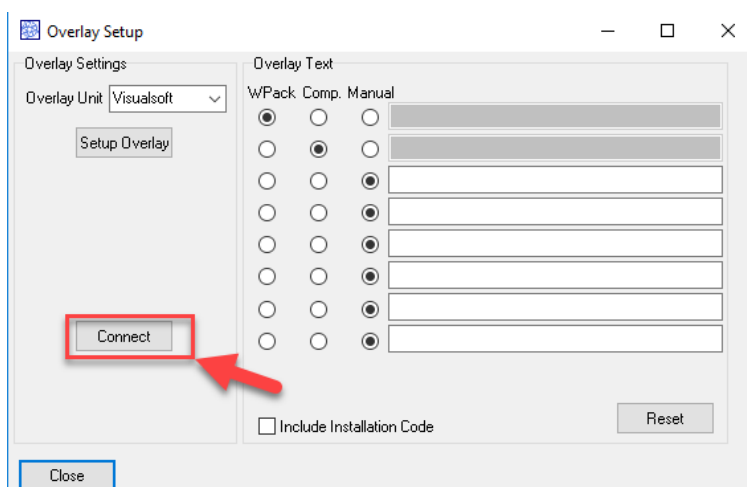 Overlay Setup
Overlay Settings
Overlay Unit Visualsoft
Setup Overlay
Connect
Overlay Text
WPack Comp. Manual
Include Installation Code
Reset
Close